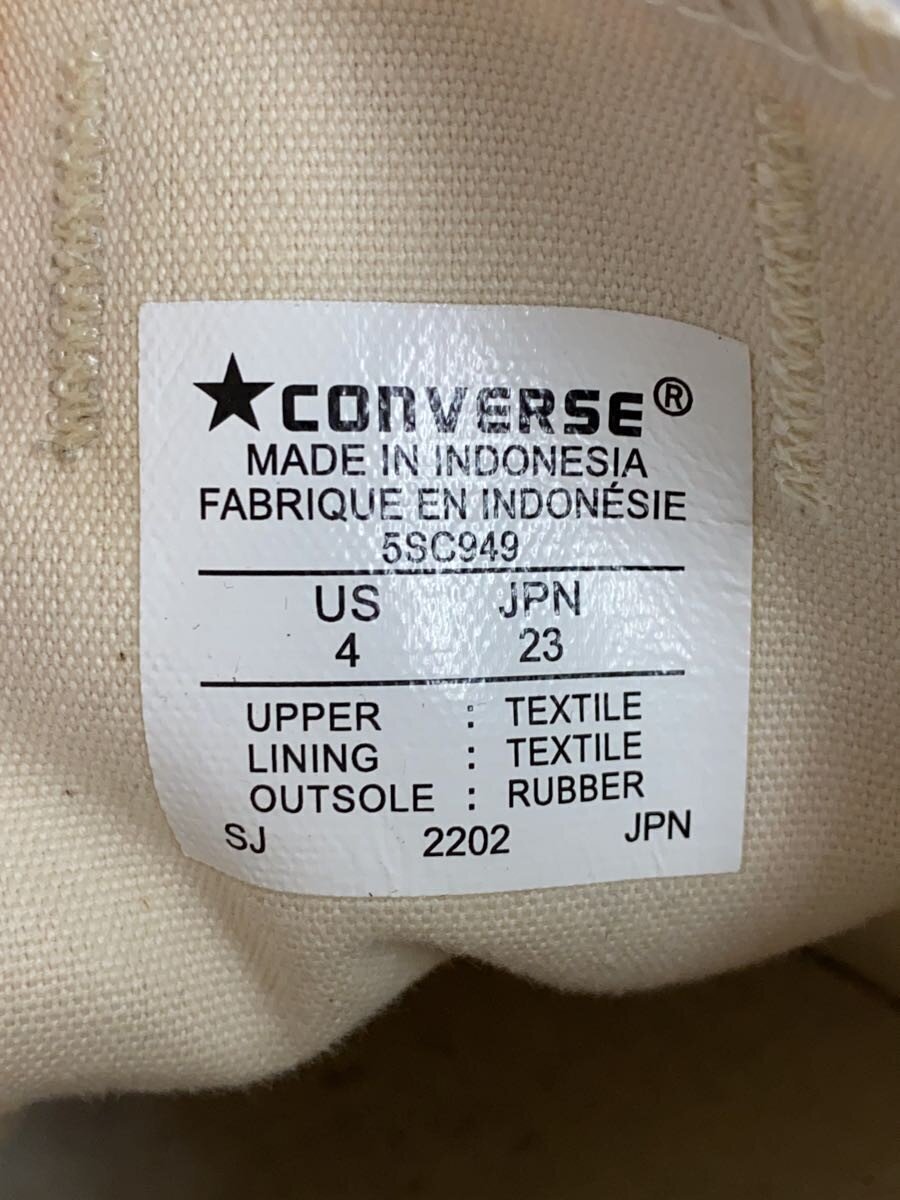 ★CONVERSE®
MADE IN INDONESIA
FABRIQUE EN INDONÉSIE
5SC949
US JPN
4 23
UPPER : TEXTILE
LINING : TEXTILE
OUTSOLE : RUBBER
SJ 2202 JPN